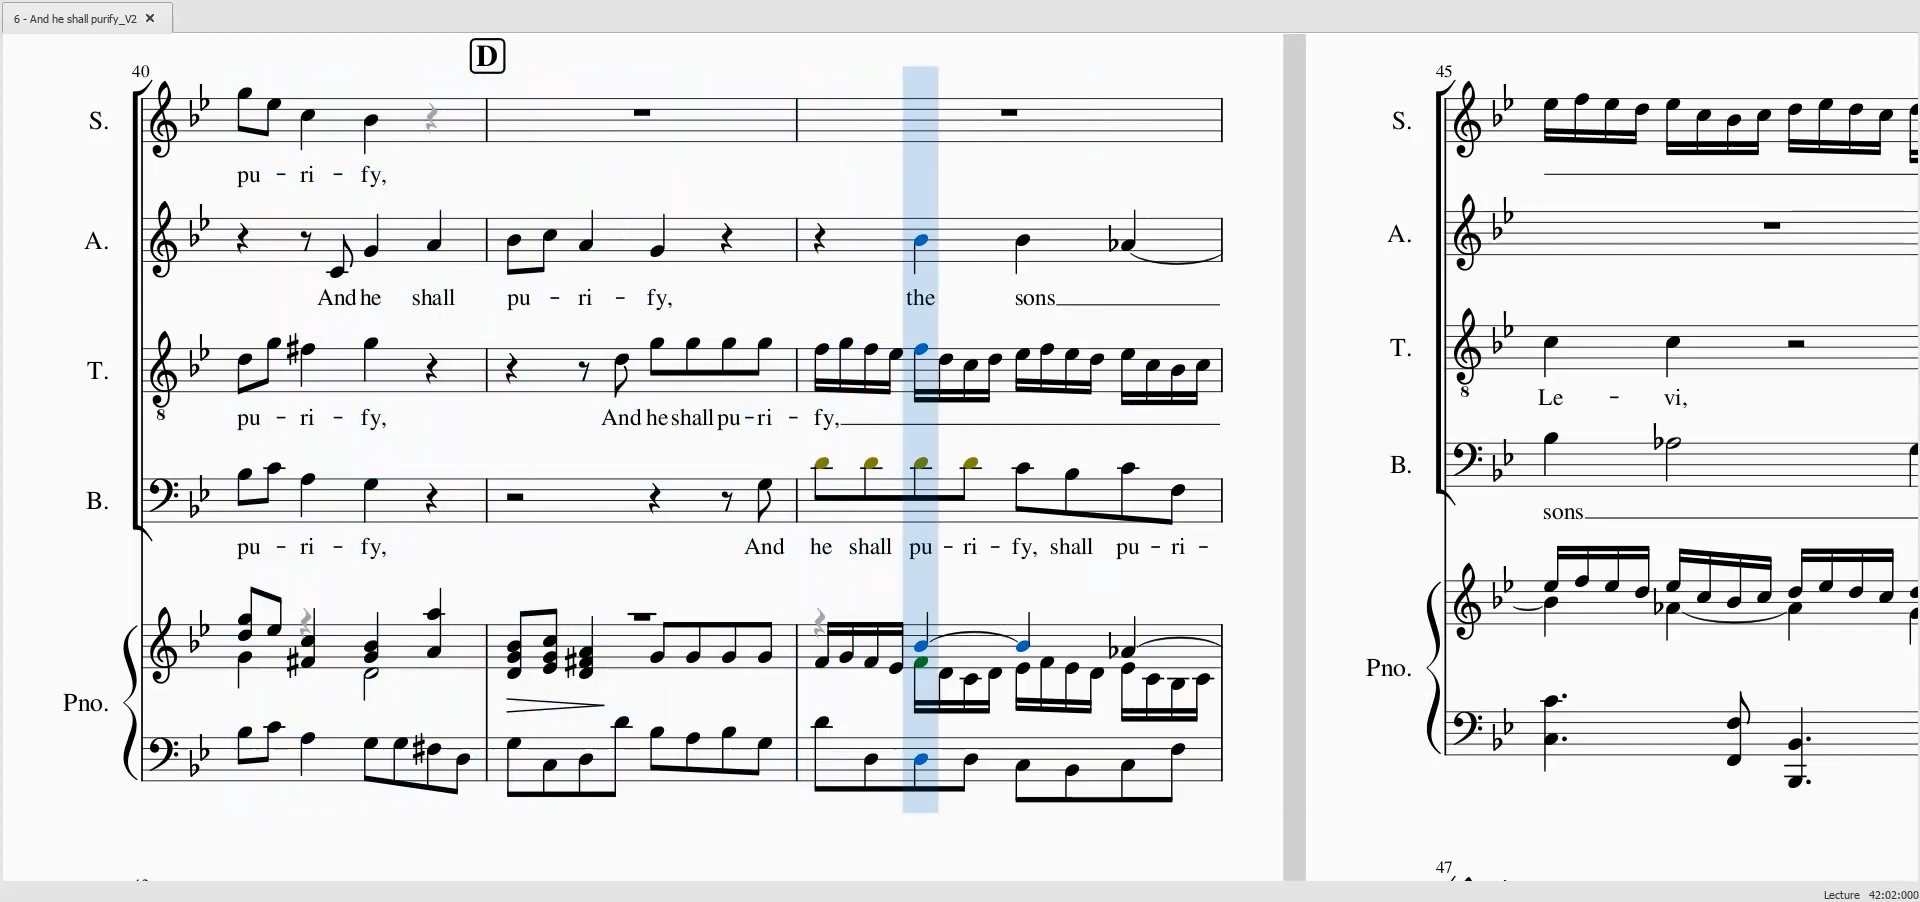 6 - And he shall purify_V2
D
40
S.
pu - ri - fy,
A.
And he shall pu - ri - fy, the sons
T.
8
pu - ri - fy, And he shall pu - ri - fy,
B.
pu - ri - fy, And he shall pu - ri - fy, shall pu - ri -
Pno.
45
S.
A.
T.
8
Le - vi,
B.
sons
Pno.
47
Lecture 42:02:000